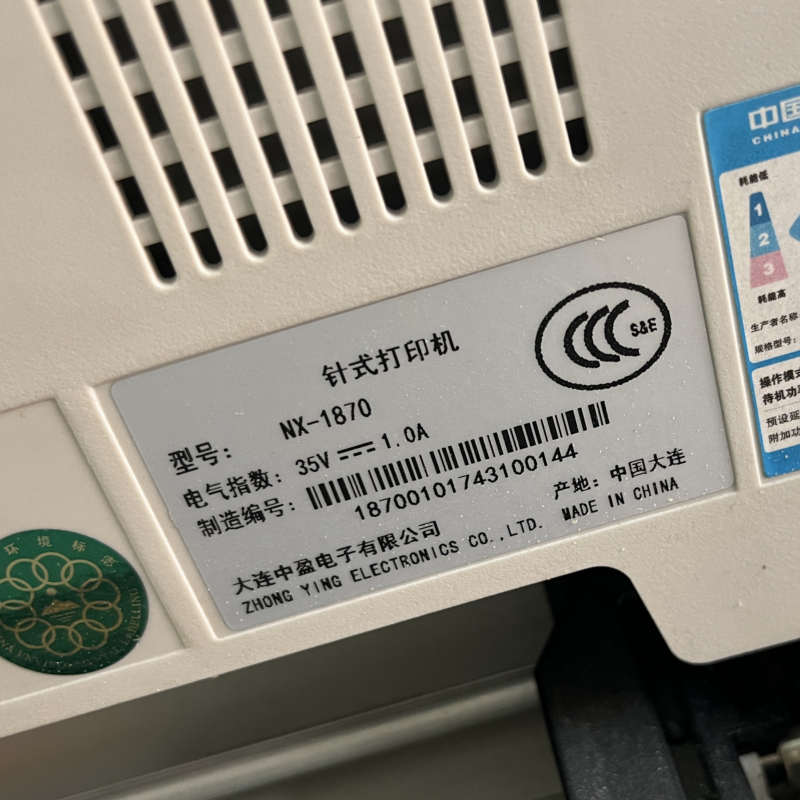 中国
CHINA
耗能低
1
2
3
耗能高
生产者名称
规格型号:
操作模式
待机功
预设延
附加功
针式打印机
S&E
型号: NX-1870
电气指数: 35V 1.0A
制造编号:
18700101743100144
产地: 中国大连
MADE IN CHINA
大连中盈电子有限公司
ZHONG YING ELECTRONICS CO.,LTD.
环境标志